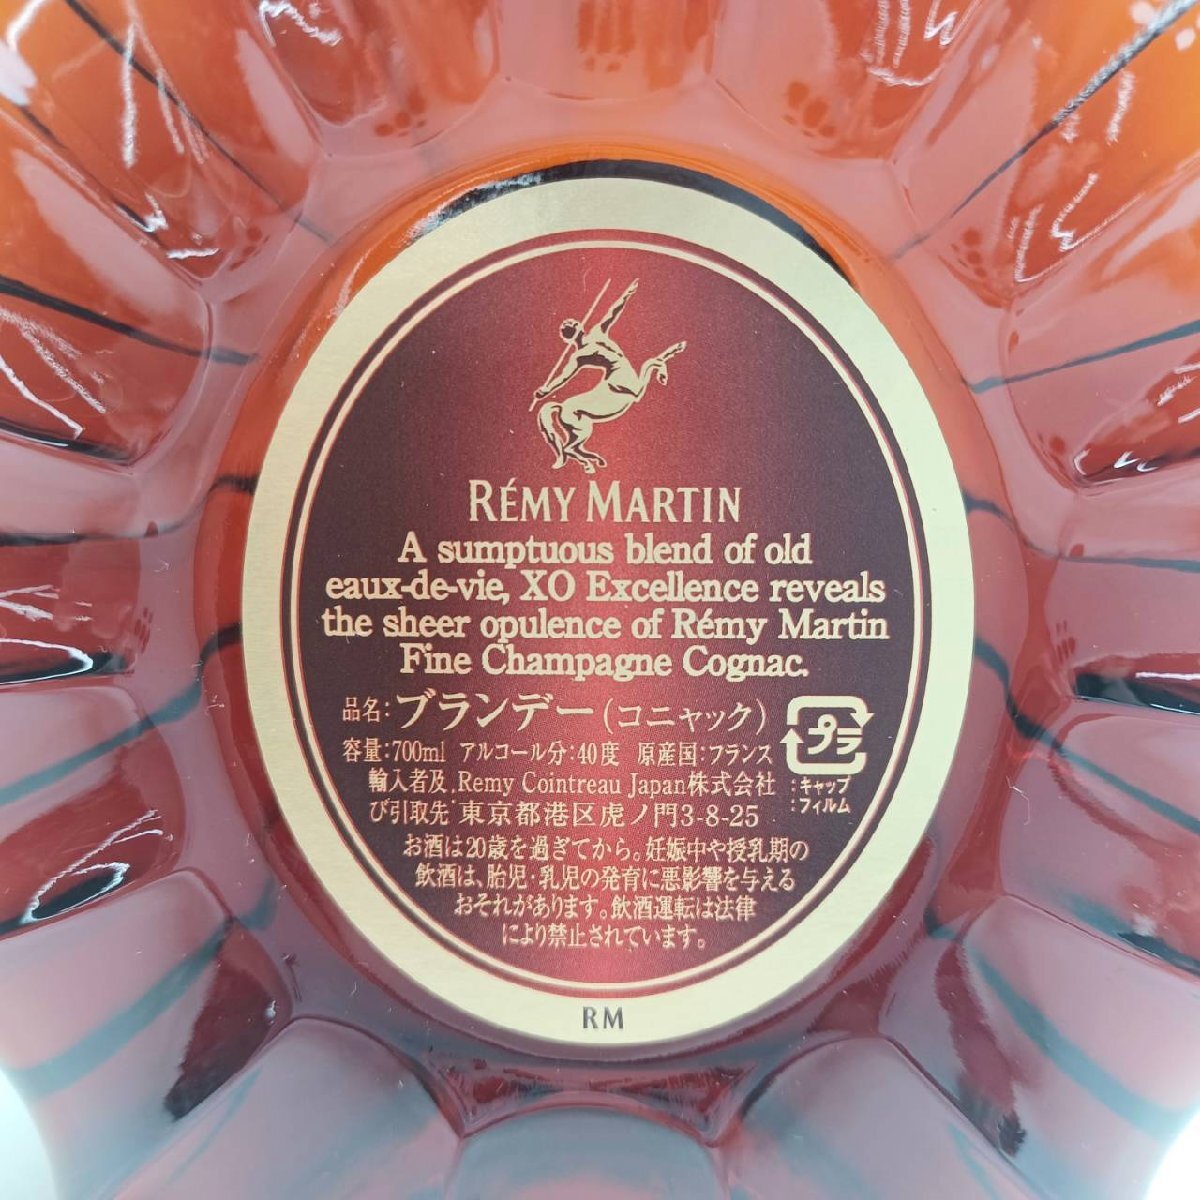 RÉMY MARTIN
A sumptuous blend of old
eaux-de-vie, XO Excellence reveals
the sheer opulence of Rémy Martin
Fine Champagne Cognac.
品名:ブランデー(コニャック)
容量:700ml アルコール分:40度 原産国:フランス
プラ
輸入者及び引取先:Remy Cointreau Japan株式会社
東京都港区虎ノ門3-8-25
:キャップ
:フィルム
お酒は20歳を過ぎてから。妊娠中や授乳期の
飲酒は、胎児・乳児の発育に悪影響を与える
おそれがあります。飲酒運転は法律
により禁止されています。
RM